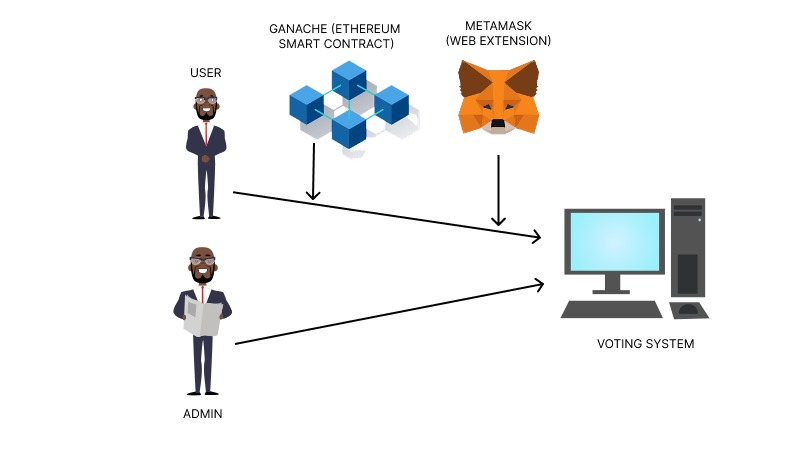 GANACHE (ETHEREUM
SMART CONTRACT)
METAMASK
(WEB EXTENSION)
USER
VOTING SYSTEM
ADMIN